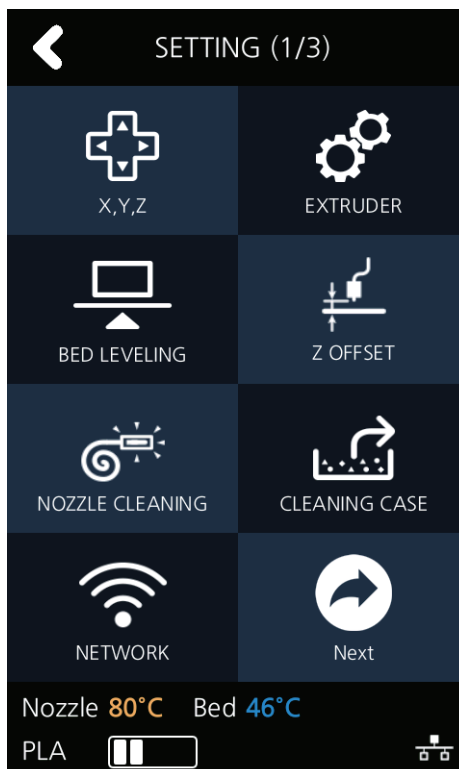 SETTING (1/3)
X,Y,Z
EXTRUDER
BED LEVELING
Z OFFSET
NOZZLE CLEANING
CLEANING CASE
NETWORK
Next
Nozzle 80°C Bed 46°C
PLA